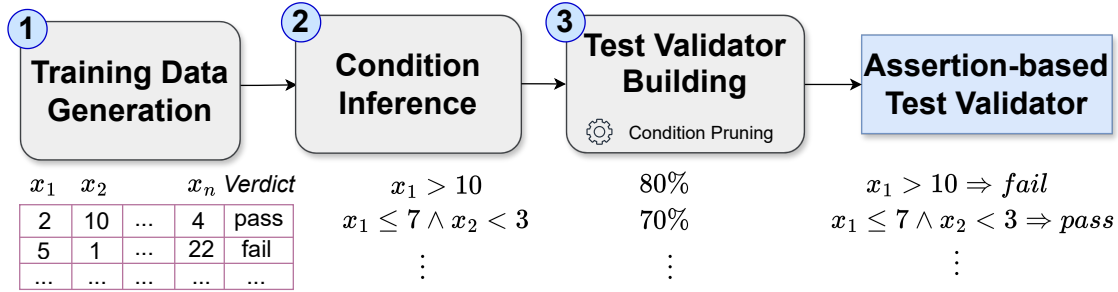 1
Training Data
Generation
2
Condition
Inference
3
Test Validator
Building
Condition Pruning
Assertion-based
Test Validator
x₁ x₂ xₙ Verdict
2 10 ... 4 pass
5 1 ... 22 fail
... ... ... ...
x₁ > 10
x₁ ≤ 7 ∧ x₂ < 3
⋮
80%
70%
⋮
x₁ > 10 ⇒ fail
x₁ ≤ 7 ∧ x₂ < 3 ⇒ pass
⋮